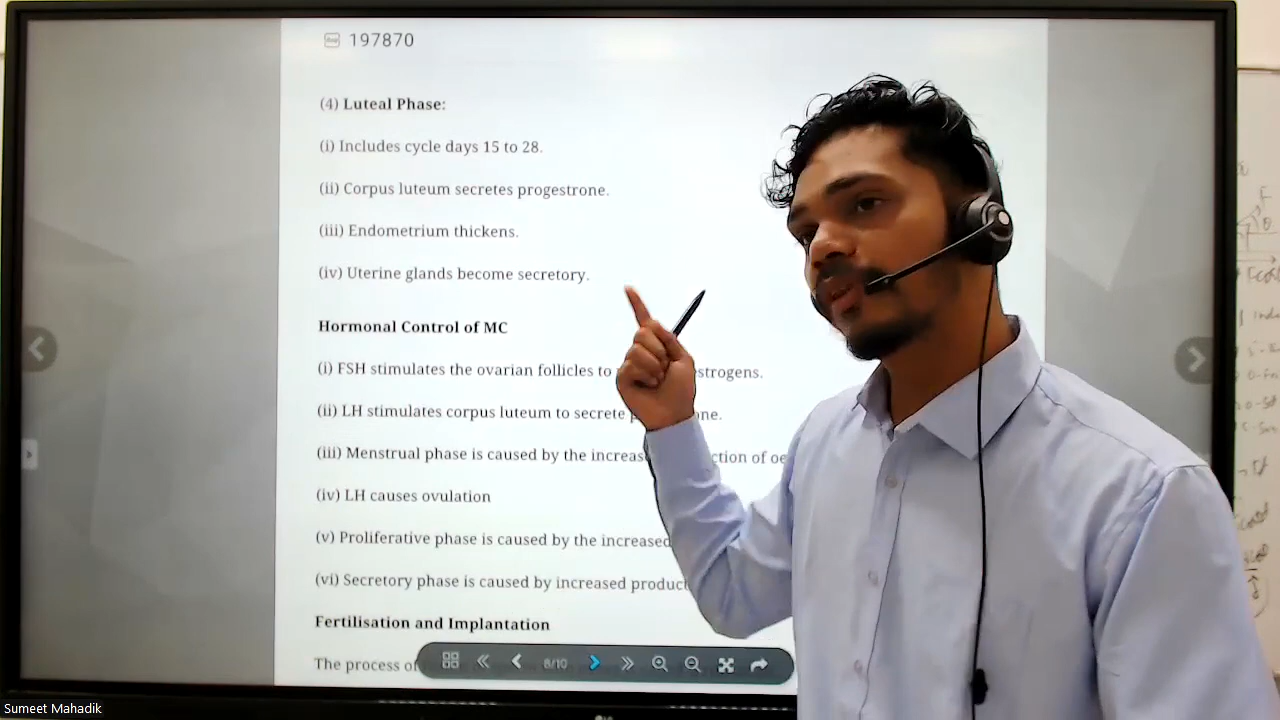 197870
(4) Luteal Phase:
(i) Includes cycle days 15 to 28.
(ii) Corpus luteum secretes progestrone.
(iii) Endometrium thickens.
(iv) Uterine glands become secretory.
Hormonal Control of MC
(i) FSH stimulates the ovarian follicles to strogens.
(ii) LH stimulates corpus luteum to secrete one.
(iii) Menstrual phase is caused by the increas ction of oe
(iv) LH causes ovulation
(v) Proliferative phase is caused by the increased
(vi) Secretory phase is caused by increased product
Fertilisation and Implantation
The process of
8/10
Sumeet Mahadik